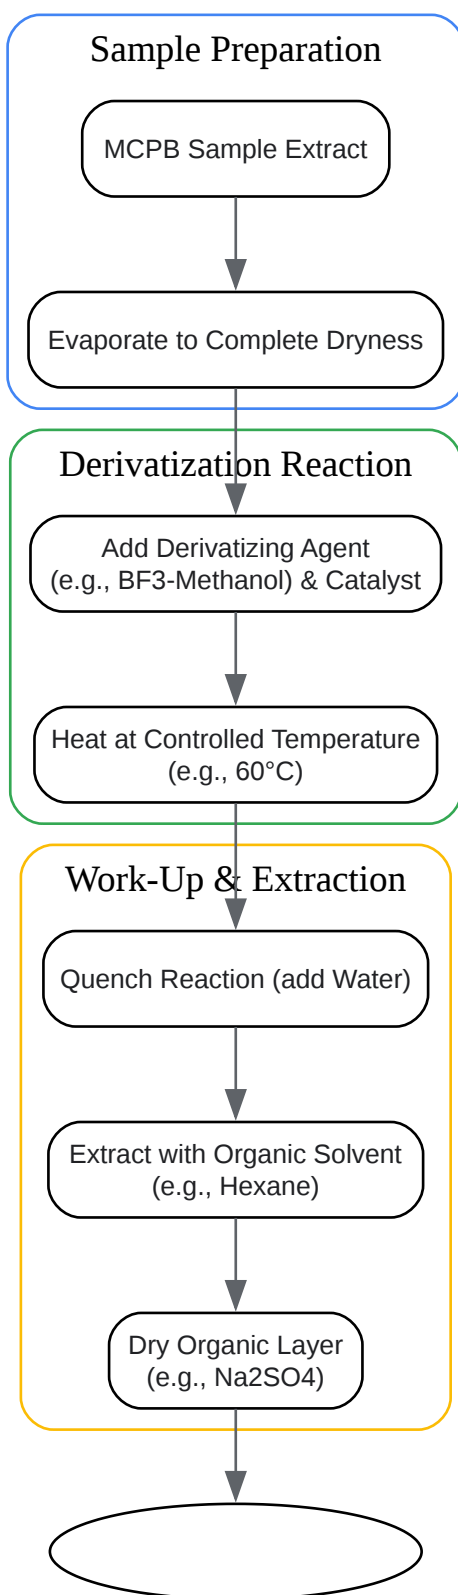 Sample Preparation
MCPB Sample Extract
Evaporate to Complete Dryness
Derivatization Reaction
Add Derivatizing Agent
(e.g., BF3-Methanol) & Catalyst
Heat at Controlled Temperature
(e.g., 60°C)
Work-Up & Extraction
Quench Reaction (add Water)
Extract with Organic Solvent
(e.g., Hexane)
Dry Organic Layer
(e.g., Na2SO4)